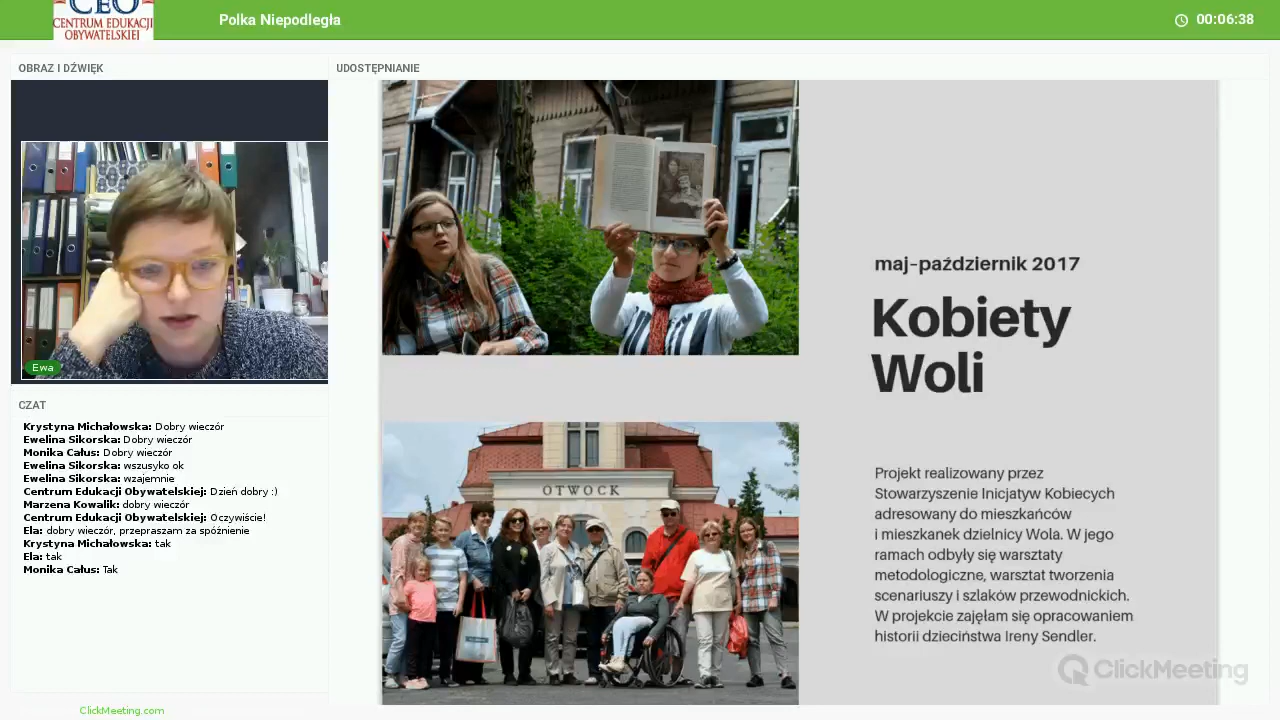 CEO
CENTRUM EDUKACJI
OBYWATELSKIEJ
Polka Niepodległa
00:06:38
OBRAZ I DŹWIĘK
UDOSTĘPNIANIE
Ewa
CZAT
Krystyna Michałowska: Dobry wieczór
Ewelina Sikorska: Dobry wieczór
Monika Całus: Dobry wieczór
Ewelina Sikorska: wszusyko ok
Ewelina Sikorska: wzajemnie
Centrum Edukacji Obywatelskiej: Dzień dobry :)
Marzena Kowalik: dobry wieczór
Centrum Edukacji Obywatelskiej: Oczywiście!
Ela: dobry wieczór, przepraszam za spóźnienie
Krystyna Michałowska: tak
Ela: tak
Monika Całus: Tak
ClickMeeting.com
OTWOCK
maj-październik 2017
Kobiety
Woli
Projekt realizowany przez
Stowarzyszenie Inicjatyw Kobiecych
adresowany do mieszkańców
i mieszkanek dzielnicy Wola. W jego
ramach odbyły się warsztaty
metodologiczne, warsztat tworzenia
scenariuszy i szlaków przewodnickich.
W projekcie zajęłam się opracowaniem
historii dzieciństwa Ireny Sendler.
ClickMeeting